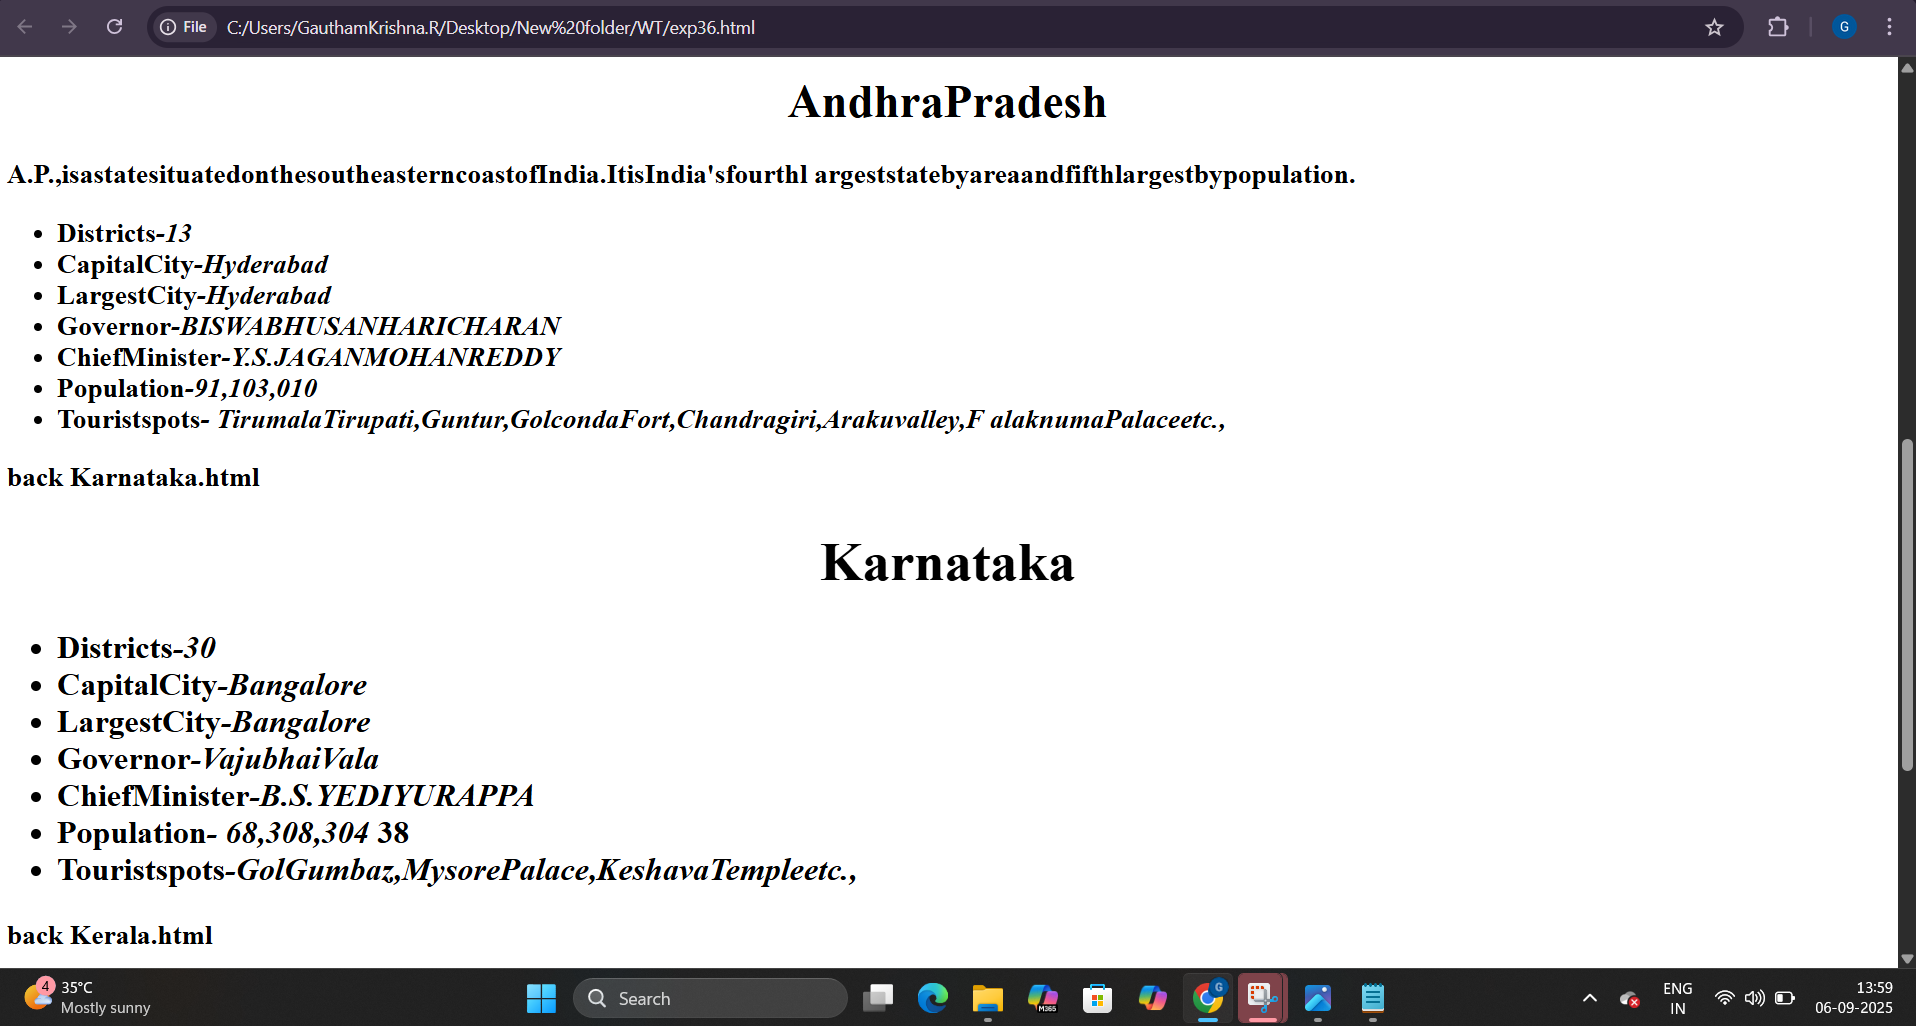 File C:/Users/GauthamKrishna.R/Desktop/New%20folder/WT/exp36.html
G
AndhraPradesh
A.P.,isastatesituatedonthesoutheasterncoastofIndia.ItisIndia'sfourthl argeststatebyareaandfifthlargestbypopulation.
• Districts-13
• CapitalCity-Hyderabad
• LargestCity-Hyderabad
• Governor-BISWABHUSANHARICHARAN
• ChiefMinister-Y.S.JAGANMOHANREDDY
• Population-91,103,010
• Touristspots- TirumalaTirupati,Guntur,GolcondaFort,Chandragiri,Arakuvalley,F alaknumaPalaceetc.,
back Karnataka.html
Karnataka
• Districts-30
• CapitalCity-Bangalore
• LargestCity-Bangalore
• Governor-VajubhaiVala
• ChiefMinister-B.S.YEDIYURAPPA
• Population- 68,308,304 38
• Touristspots-GolGumbaz,MysorePalace,KeshavaTempleetc.,
back Kerala.html
4
35°C
Mostly sunny
Search
M365
G
ENG
IN
13:59
06-09-2025